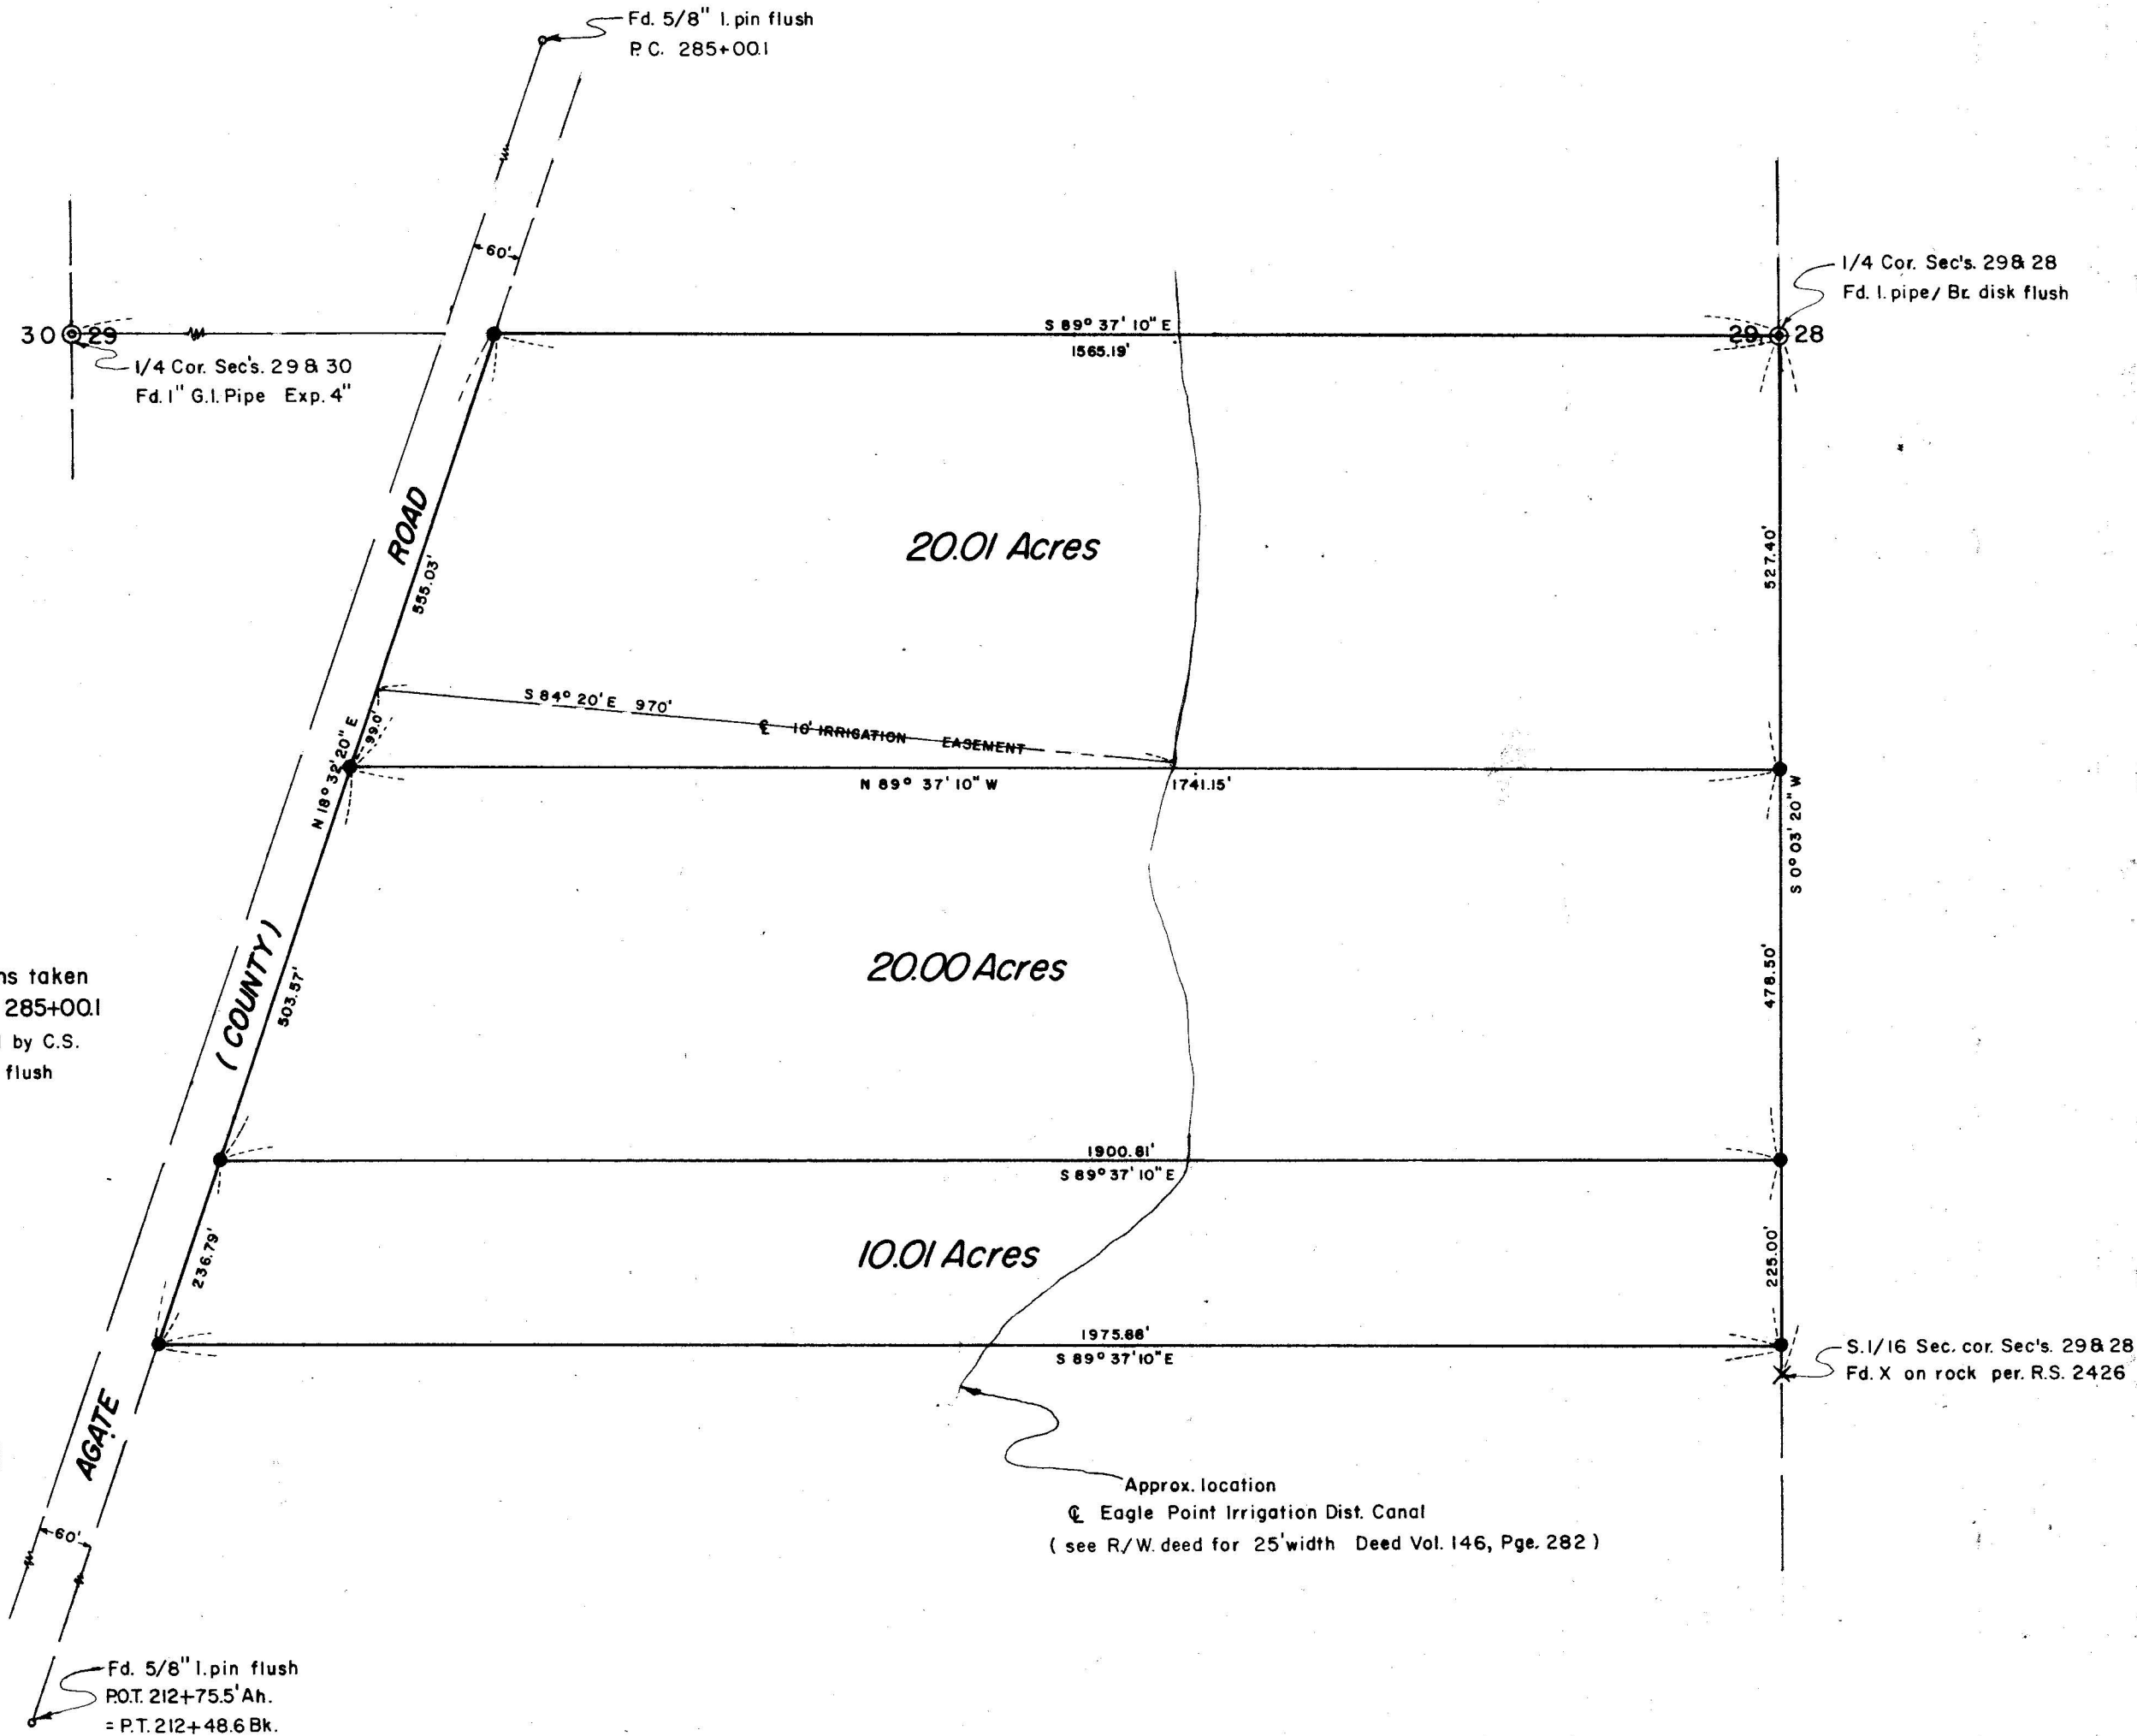 Fd. 5/8" I. pin flush
P.C. 285+00.1
60'
1/4 Cor. Sec's. 29 & 28
Fd. I. pipe / Br. disk flush
30 29
S 89° 37' 10" E
1565.19'
29 28
1/4 Cor. Sec's. 29 & 30
Fd. 1" G.I. Pipe Exp. 4"
ROAD
555.03'
20.01 Acres
527.40'
S 84° 20' E 970'
℄ 10' IRRIGATION EASEMENT
99.0'
N 18° 32' 20" E
N 89° 37' 10" W
1741.15'
S 0° 03' 20" W
(COUNTY)
503.57'
20.00 Acres
478.50'
ns taken
285+00.1
by C.S.
flush
1900.81'
S 89° 37' 10" E
236.79'
10.01 Acres
225.00'
1975.86'
S 89° 37' 10" E
S. 1/16 Sec. cor. Sec's. 29 & 28
Fd. X on rock per. R.S. 2426
AGATE
Approx. location
℄ Eagle Point Irrigation Dist. Canal
( see R./W. deed for 25' width Deed Vol. 146, Pge. 282 )
60'
Fd. 5/8" I. pin flush
P.O.T. 212+75.5' Ah.
= P.T. 212+48.6 Bk.